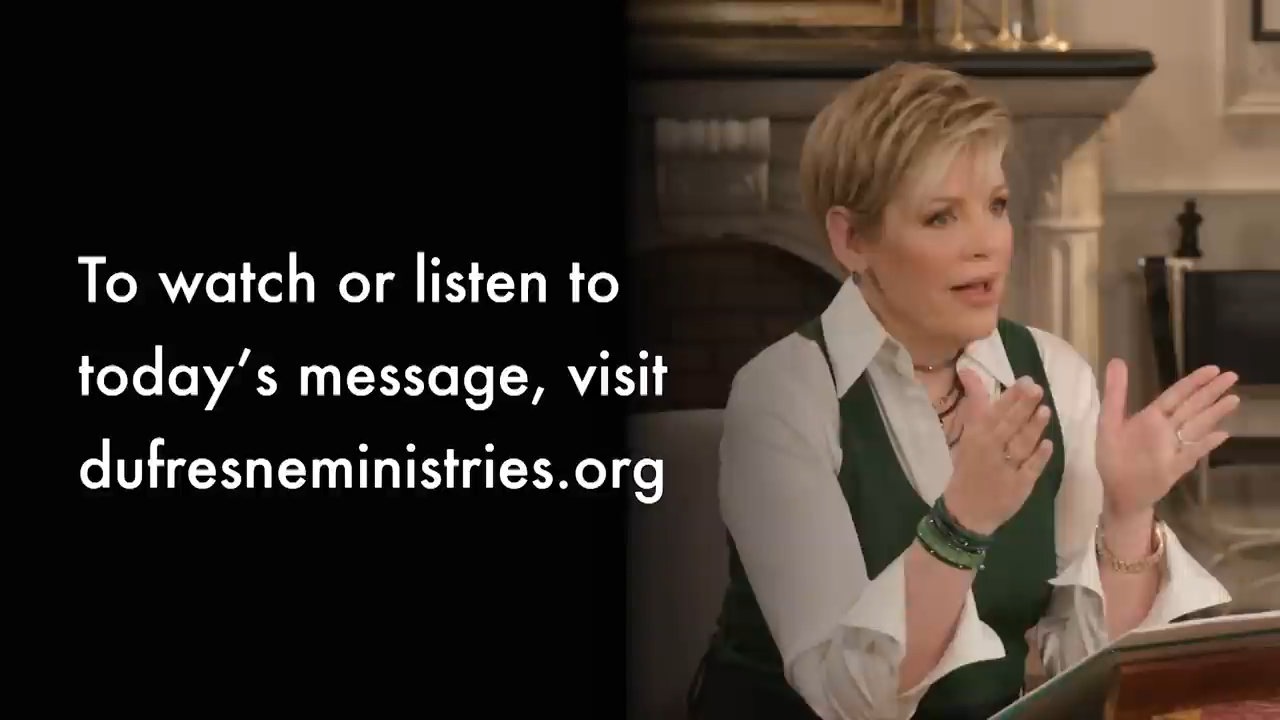 To watch or listen to
today’s message, visit
dufresneministries.org